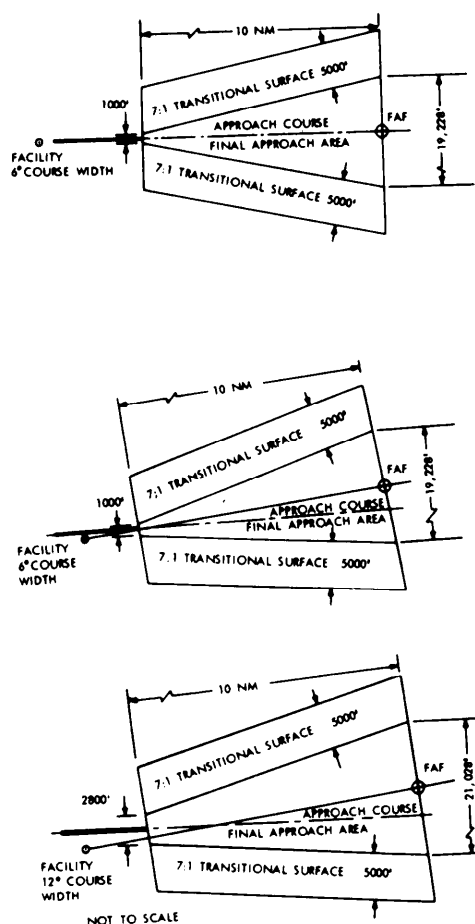 10 NM
7:1 TRANSITIONAL SURFACE 5000'
1000'
APPROACH COURSE
FAF
FINAL APPROACH AREA
19,228'
FACILITY
6° COURSE WIDTH
7:1 TRANSITIONAL SURFACE 5000'
10 NM
7:1 TRANSITIONAL SURFACE 5000'
FAF
1000'
APPROACH COURSE
FINAL APPROACH AREA
19,228'
FACILITY
6° COURSE
WIDTH
7:1 TRANSITIONAL SURFACE 5000'
10 NM
7:1 TRANSITIONAL SURFACE 5000'
FAF
2800'
APPROACH COURSE
FINAL APPROACH AREA
21,028'
FACILITY
12° COURSE
WIDTH
7:1 TRANSITIONAL SURFACE 5000'
NOT TO SCALE